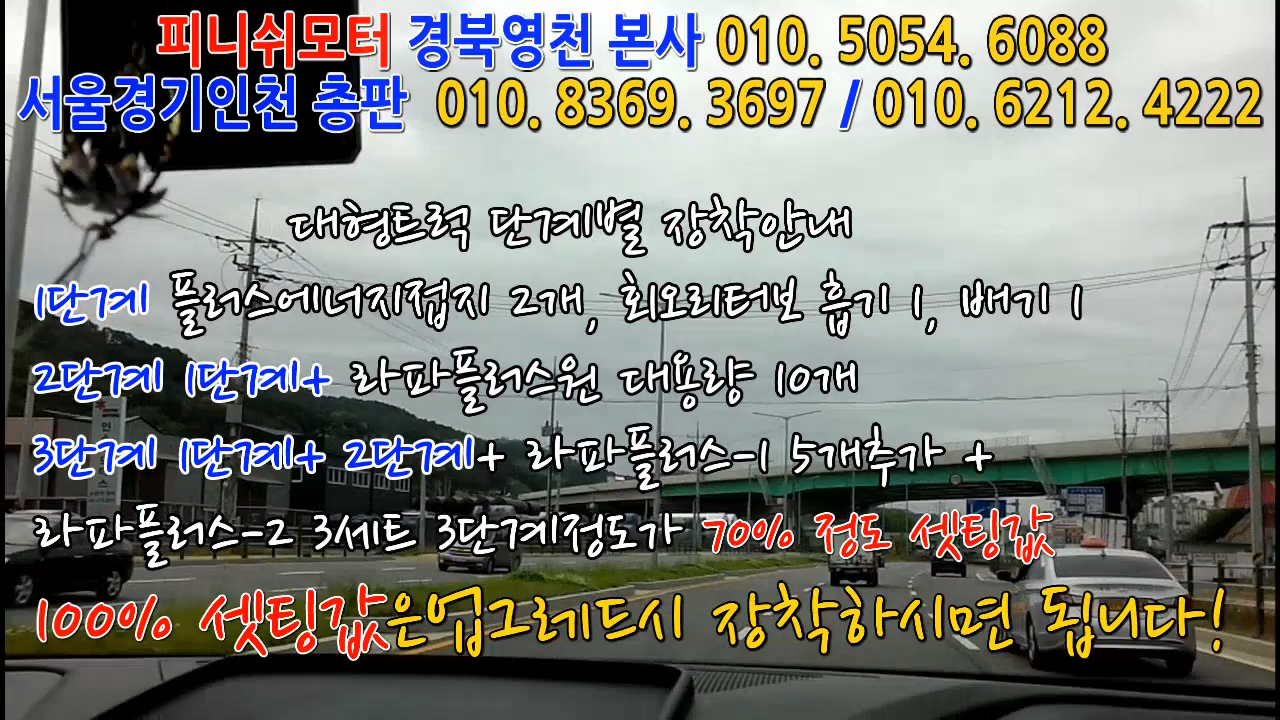 피니쉬모터 경북영천 본사 010. 5054. 6088
서울경기인천 총판 010. 8369. 3697 / 010. 6212. 4222
대형트럭 단계별 장착안내
1단계 플러스에너지접지 2개, 회오리터보 흡기 1, 배기 1
2단계 1단계+ 라파플러스원 대용량 10개
3단계 1단계+ 2단계+ 라파플러스-1 5개추가 +
라파플러스-2 3세트 3단계정도가 70% 정도 셋팅값
100% 셋팅값은업그레드시 장착하시면 됩니다!